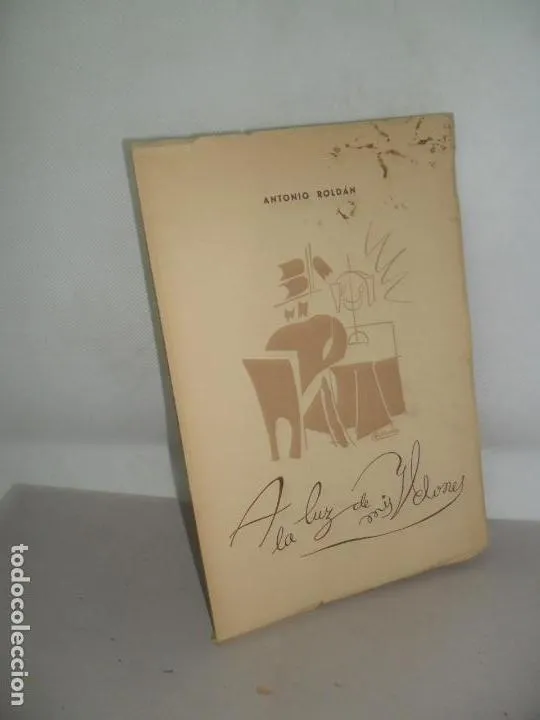 ANTONIO ROLDÁN
A la luz de mis Velones
todocoleccion